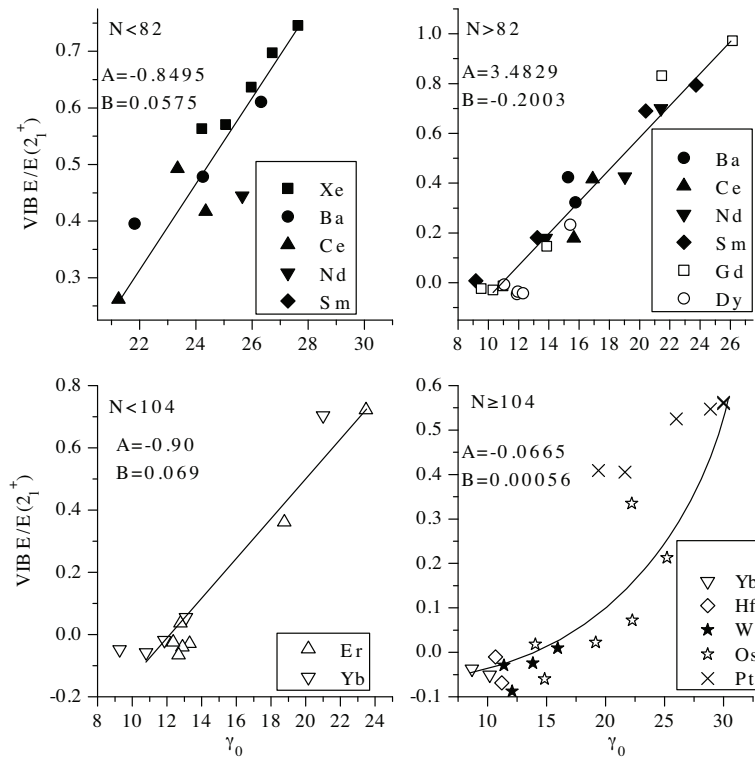 N<82
A=-0.8495
B=0.0575
Xe
Ba
Ce
Nd
Sm
0.7
0.6
0.5
0.4
0.3
22 24 26 28 30
VIBE/E(2₁⁺)
N>82
A=3.4829
B=-0.2003
Ba
Ce
Nd
Sm
Gd
Dy
1.0
0.8
0.6
0.4
0.2
0.0
8 10 12 14 16 18 20 22 24 26
N<104
A=-0.90
B=0.069
Er
Yb
0.8
0.6
0.4
0.2
0.0
-0.2
8 10 12 14 16 18 20 22 24
VIBE/E(2₁⁺)
γ₀
N≥104
A=-0.0665
B=0.00056
Yb
Hf
W
Os
Pt
0.6
0.5
0.4
0.3
0.2
0.1
0.0
-0.1
10 15 20 25 30
γ₀